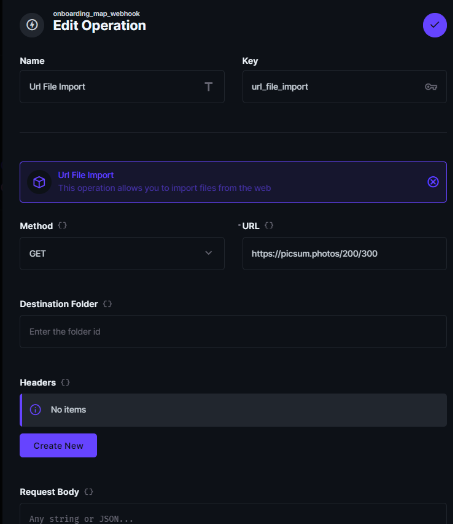 onboarding_map_webhook
Edit Operation
Name
Key
Url File Import
url_file_import
Url File Import
This operation allows you to import files from the web
Method {}
*URL {}
GET
https://picsum.photos/200/300
Destination Folder {}
Enter the folder id
Headers {}
No items
Create New
Request Body {}
Any string or JSON...